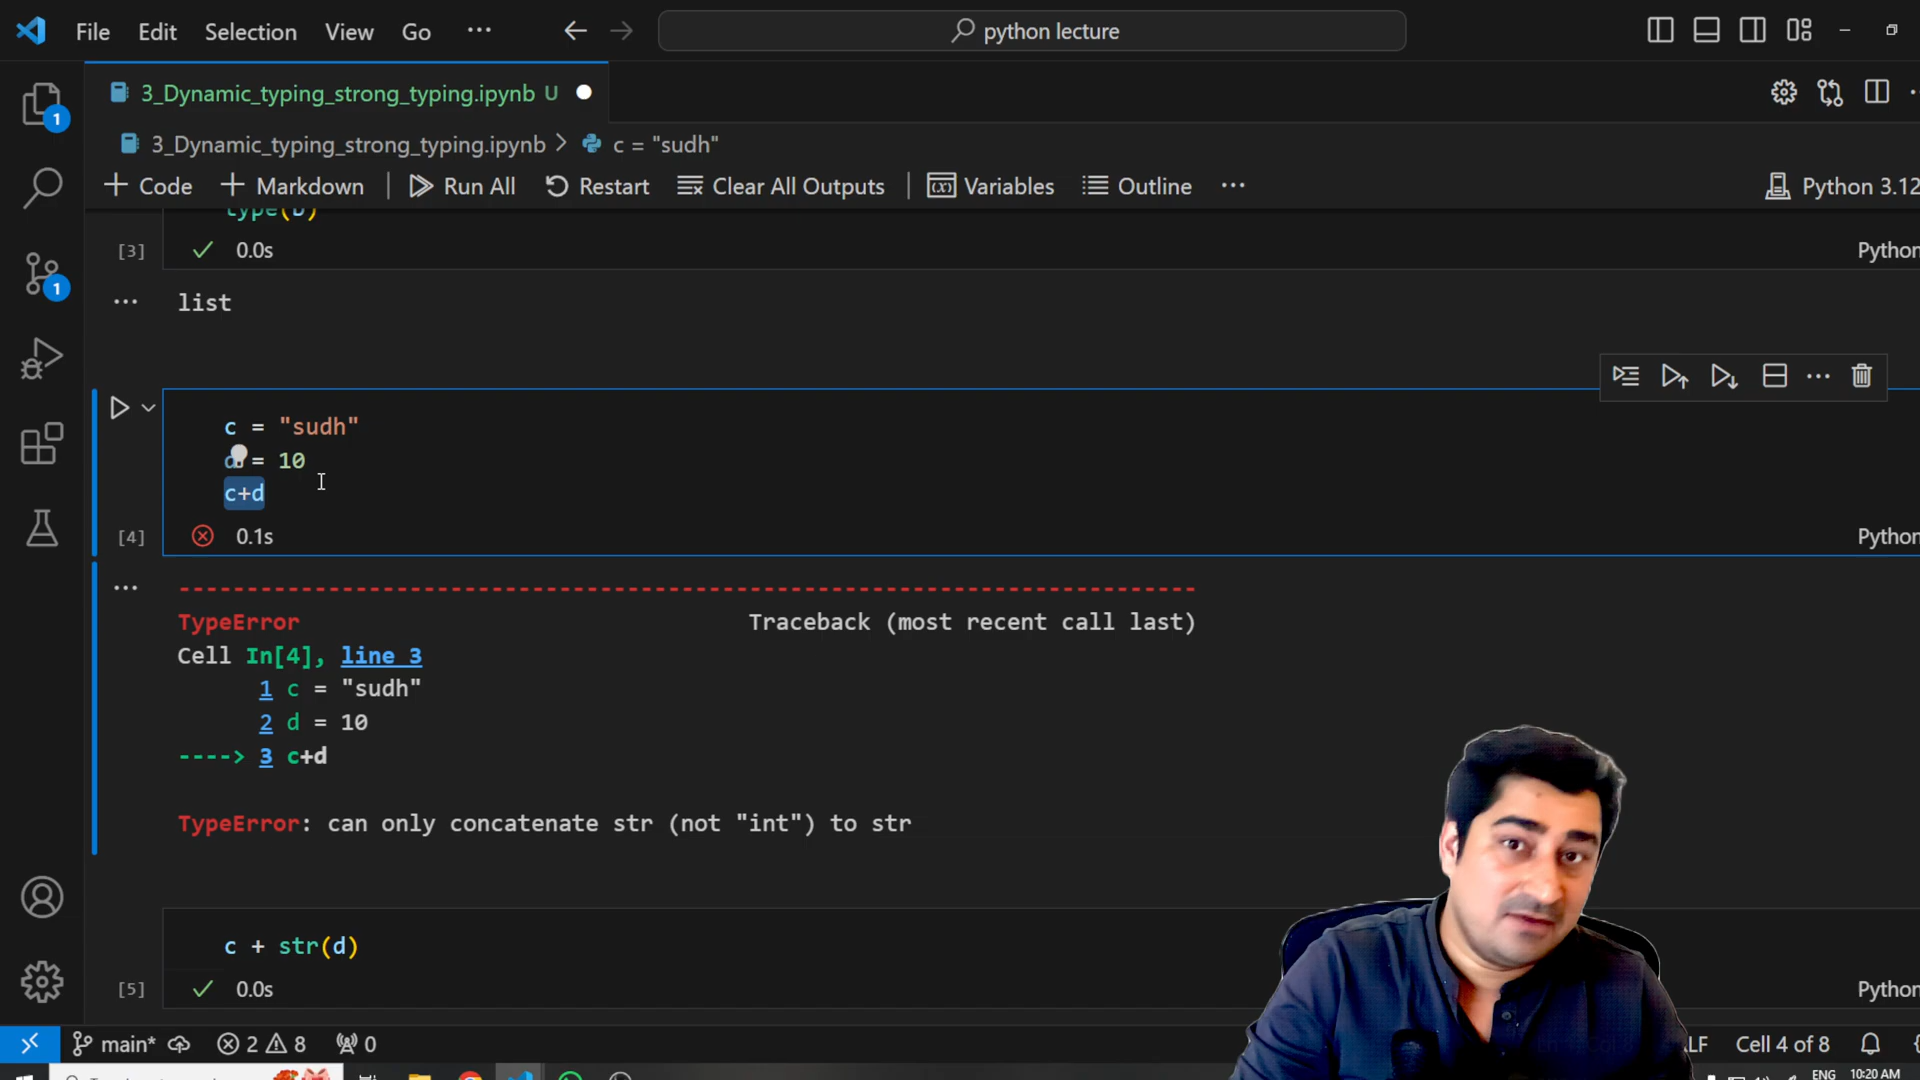 File Edit Selection View Go ··· python lecture
3_Dynamic_typing_strong_typing.ipynb U
3_Dynamic_typing_strong_typing.ipynb > c = "sudh"
+ Code + Markdown | Run All Restart Clear All Outputs | Variables Outline ··· Python 3.12
type(b)
[3] 0.0s Python
list
c = "sudh"
d = 10
c+d
[4] 0.1s Python
---------------------------------------------------------------------------
TypeError Traceback (most recent call last)
Cell In[4], line 3
1 c = "sudh"
2 d = 10
----> 3 c+d
TypeError: can only concatenate str (not "int") to str
c + str(d)
[5] 0.0s Python
main* 2 8 0 LF Cell 4 of 8
ENG 10:20 AM
1
1